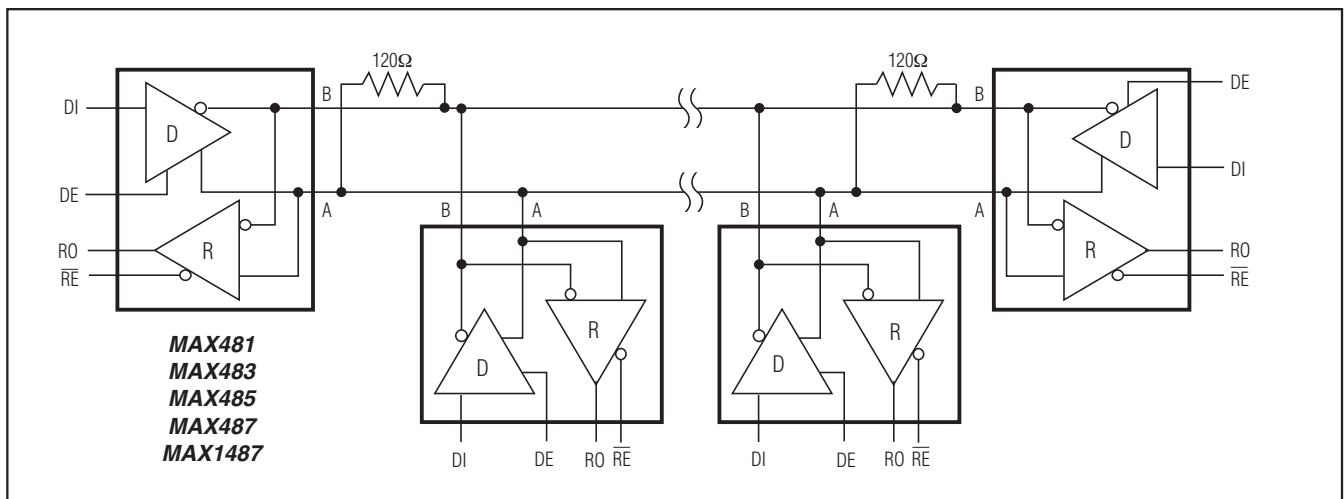 120Ω 120Ω
B B
DI D D DE
DI
DE
A B A B A A
RO R R RO
RE RE
R R
D D
MAX481
MAX483
MAX485
MAX487
MAX1487
DI DE RO RE DI DE RO RE